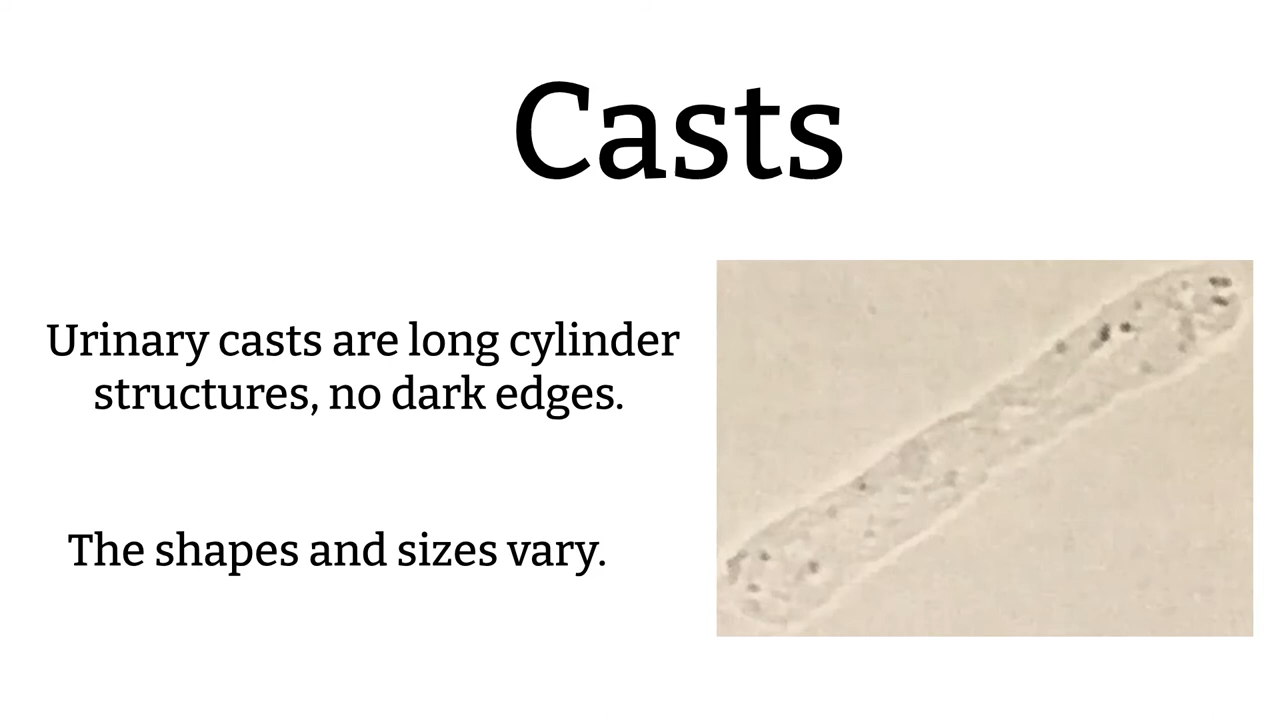 Casts
Urinary casts are long cylinder
structures, no dark edges.
The shapes and sizes vary.